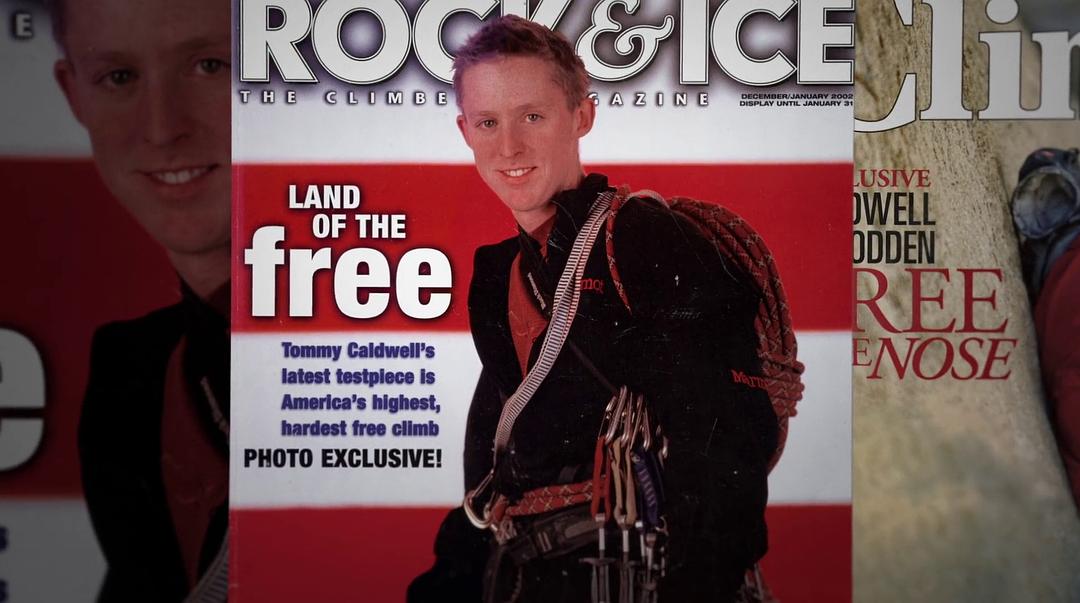 E
ROCK & ICE
THE CLIMBE GAZINE
DECEMBER/JANUARY 2002
DISPLAY UNTIL JANUARY 31
LAND
OF THE
free
Tommy Caldwell's
latest testpiece is
America's highest,
hardest free climb
PHOTO EXCLUSIVE!
Marmot
Clim
LUSIVE
DWELL
ODDEN
REE
ENOSE
e
s
s